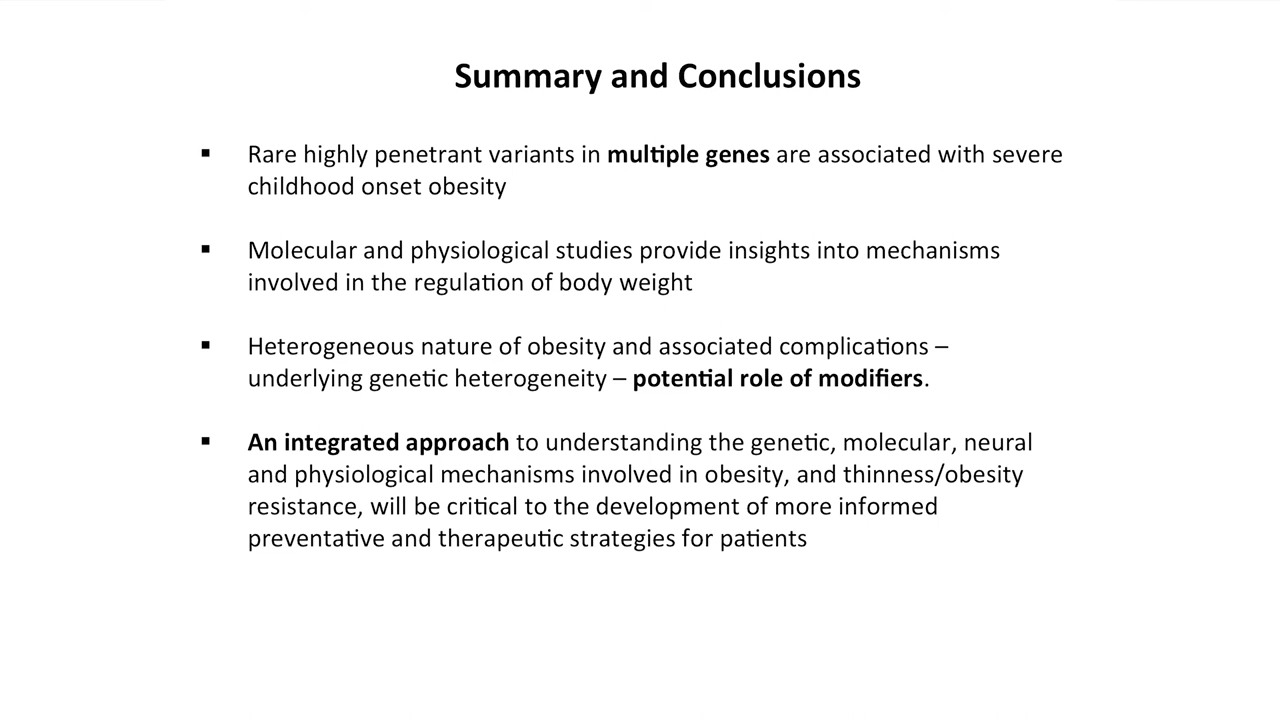 Summary and Conclusions
▪ Rare highly penetrant variants in multiple genes are associated with severe
childhood onset obesity
▪ Molecular and physiological studies provide insights into mechanisms
involved in the regulation of body weight
▪ Heterogeneous nature of obesity and associated complications –
underlying genetic heterogeneity – potential role of modifiers.
▪ An integrated approach to understanding the genetic, molecular, neural
and physiological mechanisms involved in obesity, and thinness/obesity
resistance, will be critical to the development of more informed
preventative and therapeutic strategies for patients